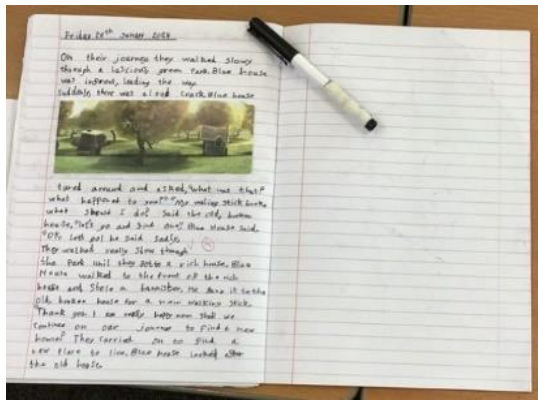 Friday 20th January
On their journey they walked slowly
through a luscious green Park. Blue house
was infront, leading the way.
Suddenly there was a loud crack. Blue house
turned around and asked, "what was that?
what happened to you?" "My walking stick broke
what should I do? said the old, broken
house, "let's go and find one" Blue House said.
"OK, Lets go! he said sadly.
They walked really slow through
the Park until they got to a rich house. Blue
House walked to the front of the rich
house and stole a bannister. He gave it to the
old, broken house for a new walking stick.
"Thank you I am really happy now shall we
continue on our journey to find a new
house?" They carried on to find a
new place to live. Blue house looked after
the old house.